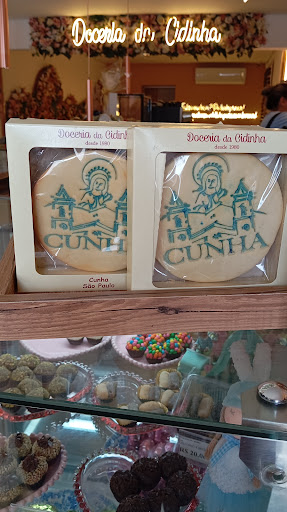 Doceria da Cidinha
Doceria da Cidinha
desde 1980
CUNHA
Cunha
São Paulo
Doceria da Cidinha
desde 1980
CUNHA